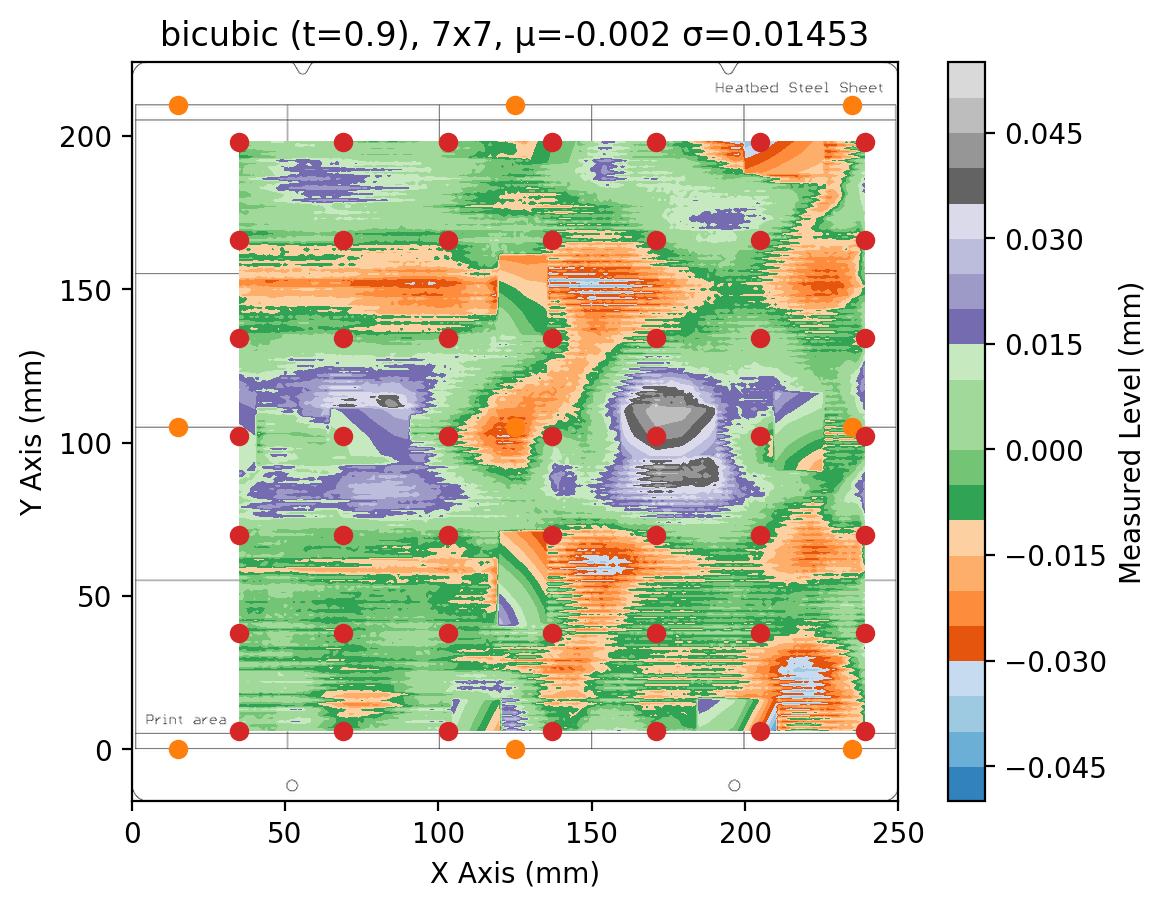 bicubic (t=0.9), 7x7, μ=-0.002 σ=0.01453
Heatbed Steel Sheet
Print area
200
150
100
50
0
Y Axis (mm)
0 50 100 150 200 250
X Axis (mm)
0.045
0.030
0.015
0.000
−0.015
−0.030
−0.045
Measured Level (mm)